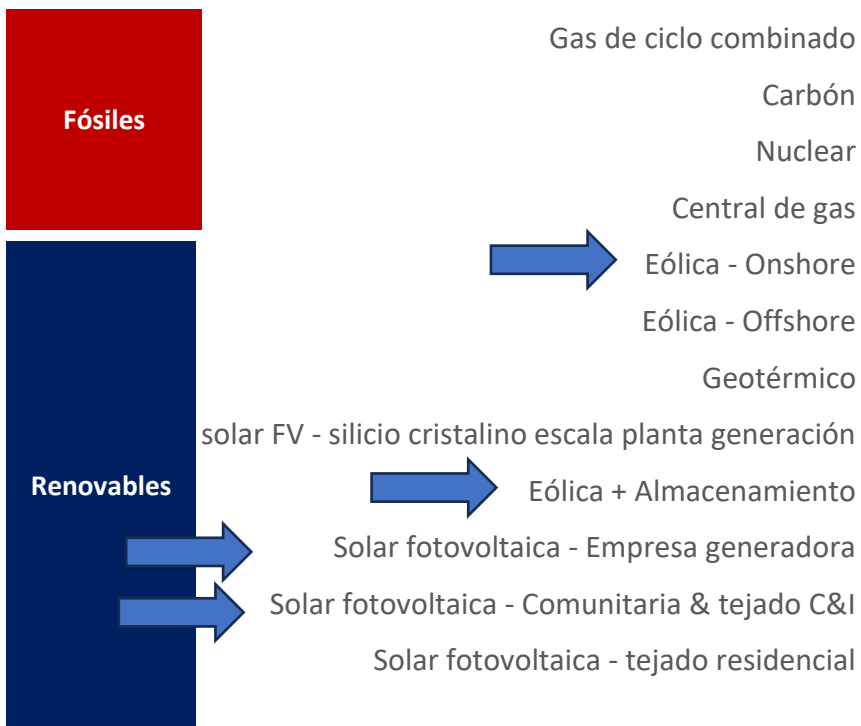 Fósiles
Gas de ciclo combinado
Carbón
Nuclear
Central de gas
Renovables
Eólica - Onshore
Eólica - Offshore
Geotérmico
solar FV - silicio cristalino escala planta generación
Eólica + Almacenamiento
Solar fotovoltaica - Empresa generadora
Solar fotovoltaica - Comunitaria & tejado C&I
Solar fotovoltaica - tejado residencial